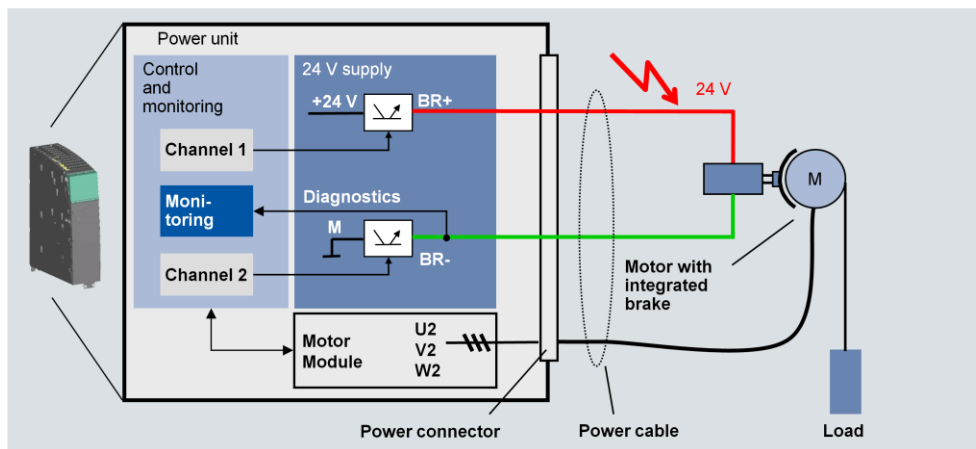 Power unit
Control
and
monitoring
24 V supply
+24 V
BR+
24 V
Channel 1
Moni-
toring
Diagnostics
M
M
Channel 2
BR-
Motor with
integrated
brake
Motor
Module
U2
V2
W2
Power connector
Power cable
Load